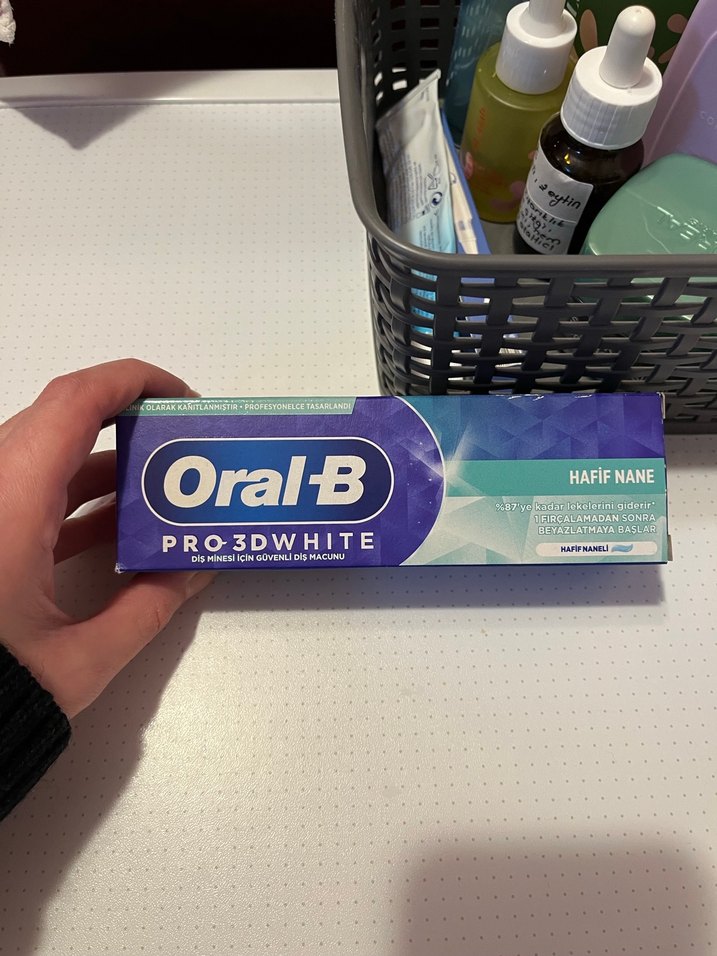 zeytin
LİNİK OLARAK KANITLANMIŞTIR • PROFESYONELCE TASARLANDI
Oral-B
PRO-3DWHITE
DİŞ MİNESİ İÇİN GÜVENLİ DİŞ MACUNU
HAFİF NANE
%87'ye kadar lekelerini giderir*
1 FIRÇALAMADAN SONRA
BEYAZLATMAYA BAŞLAR
HAFİF NANELİ